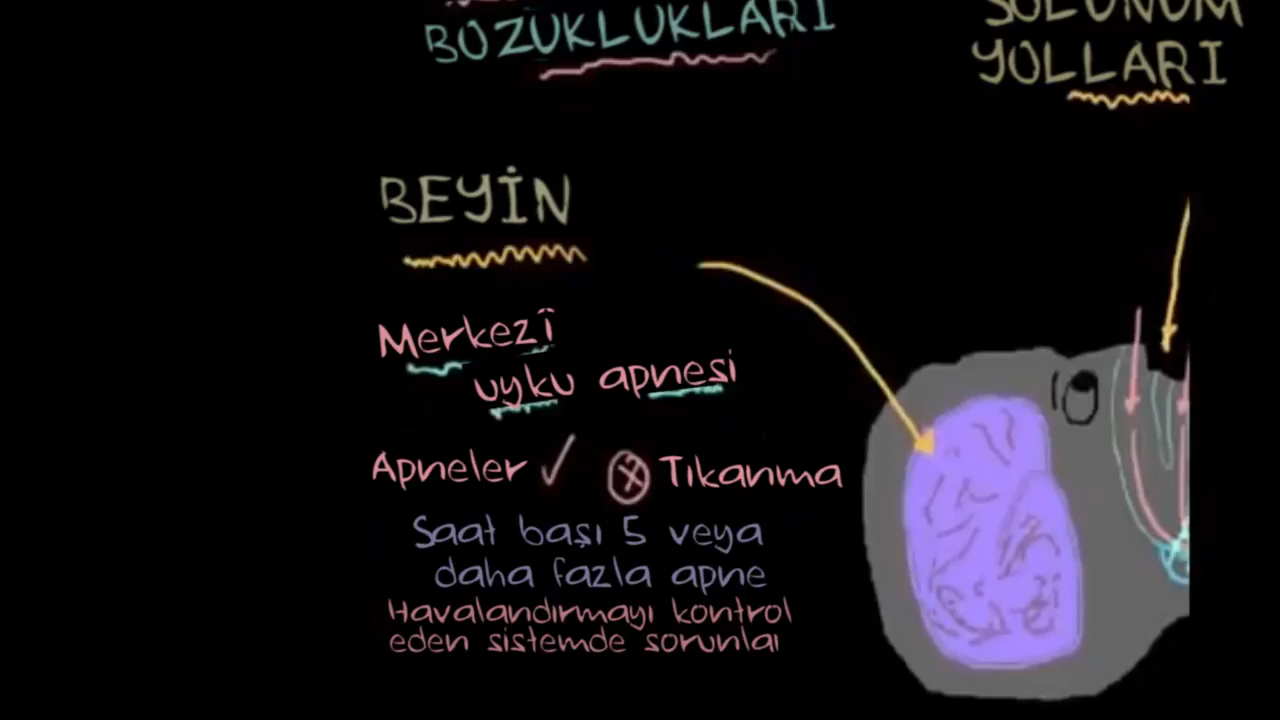 BOZUKLUKLARI
SOLUNUM
YOLLARI
BEYİN
Merkezî
uyku apnesi
Apneler ✓ ⓧ Tıkanma
Saat başı 5 veya
daha fazla apne
Havalandırmayı kontrol
eden sistemde sorunlar